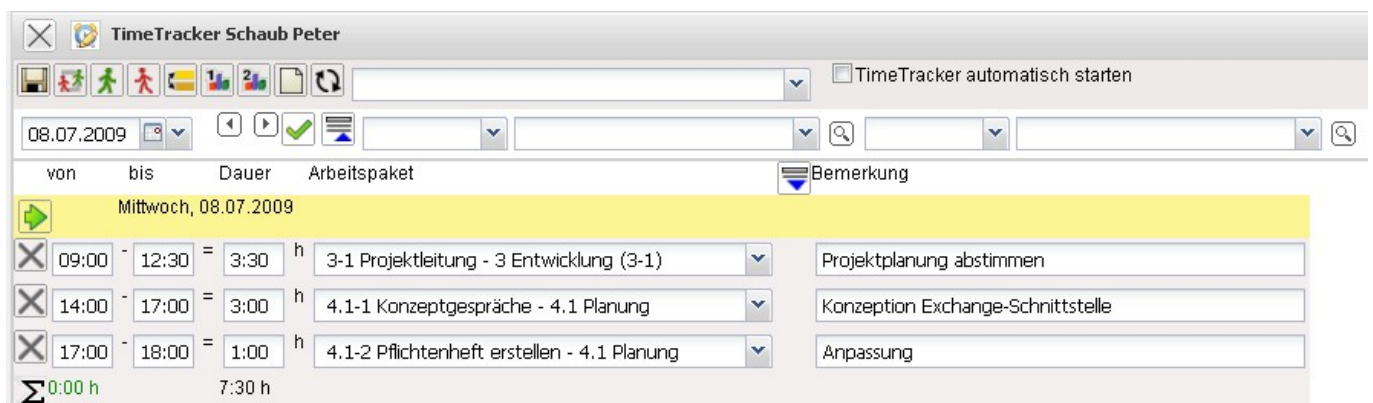 TimeTracker Schaub Peter
1 2 TimeTracker automatisch starten
08.07.2009
von bis Dauer Arbeitspaket Bemerkung
Mittwoch, 08.07.2009
09:00 - 12:30 = 3:30 h 3-1 Projektleitung - 3 Entwicklung (3-1) Projektplanung abstimmen
14:00 - 17:00 = 3:00 h 4.1-1 Konzeptgespräche - 4.1 Planung Konzeption Exchange-Schnittstelle
17:00 - 18:00 = 1:00 h 4.1-2 Pflichtenheft erstellen - 4.1 Planung Anpassung
Σ 0:00 h 7:30 h